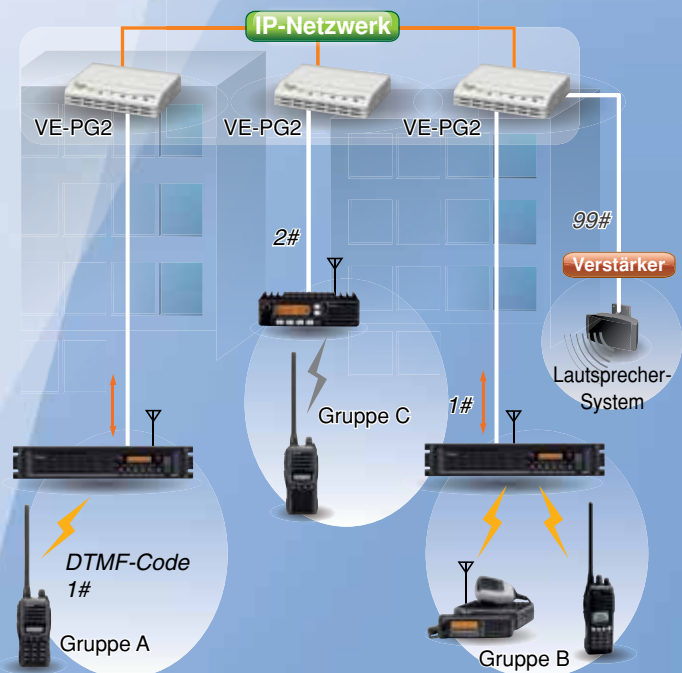 IP-Netzwerk
VE-PG2
VE-PG2
VE-PG2
2#
99#
Verstärker
Lautsprecher-
System
Gruppe C
1#
DTMF-Code
1#
Gruppe A
Gruppe B